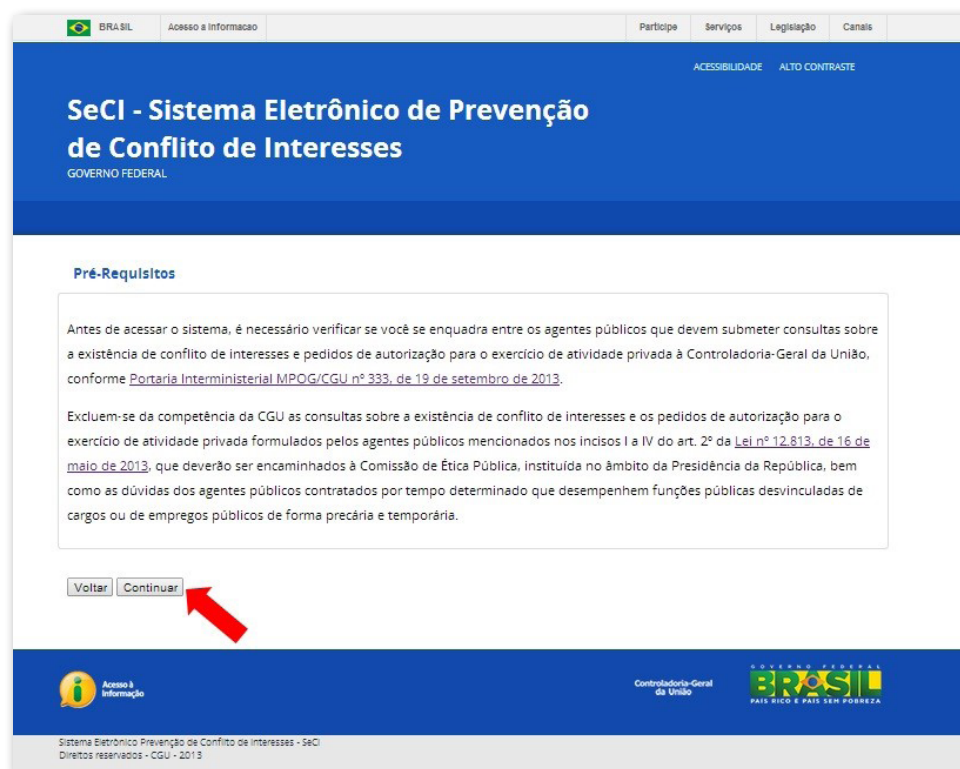 BRASIL Acesso a Informacao Participe Serviços Legislação Canais
ACESSIBILIDADE ALTO CONTRASTE
SeCI - Sistema Eletrônico de Prevenção
de Conflito de Interesses
GOVERNO FEDERAL
Pré-Requisitos
Antes de acessar o sistema, é necessário verificar se você se enquadra entre os agentes públicos que devem submeter consultas sobre
a existência de conflito de interesses e pedidos de autorização para o exercício de atividade privada à Controladoria-Geral da União,
conforme Portaria Interministerial MPOG/CGU nº 333, de 19 de setembro de 2013.
Excluem-se da competência da CGU as consultas sobre a existência de conflito de interesses e os pedidos de autorização para o
exercício de atividade privada formulados pelos agentes públicos mencionados nos incisos I a IV do art. 2º da Lei nº 12.813, de 16 de
maio de 2013, que deverão ser encaminhados à Comissão de Ética Pública, instituída no âmbito da Presidência da República, bem
como as dúvidas dos agentes públicos contratados por tempo determinado que desempenhem funções públicas desvinculadas de
cargos ou de empregos públicos de forma precária e temporária.
Voltar Continuar
Acesso à
Informação
Controladoria-Geral
da União
GOVERNO FEDERAL
BRASIL
PAÍS RICO É PAÍS SEM POBREZA
Sistema Eletrônico Prevenção de Conflito de Interesses - SeCI
Direitos reservados - CGU - 2013